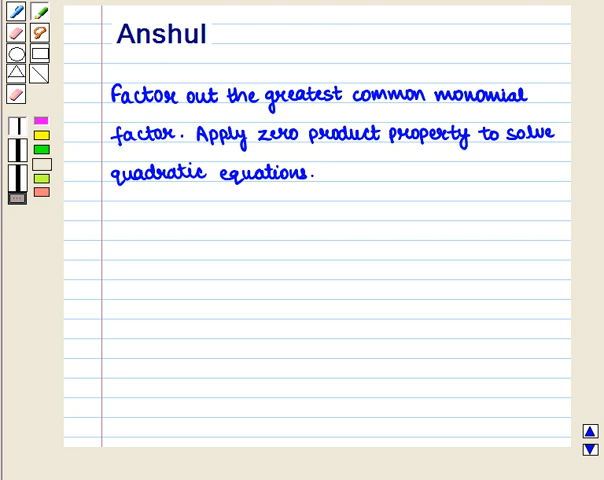 Anshul
Factor out the greatest common monomial
factor. Apply zero product property to solve
quadratic equations.